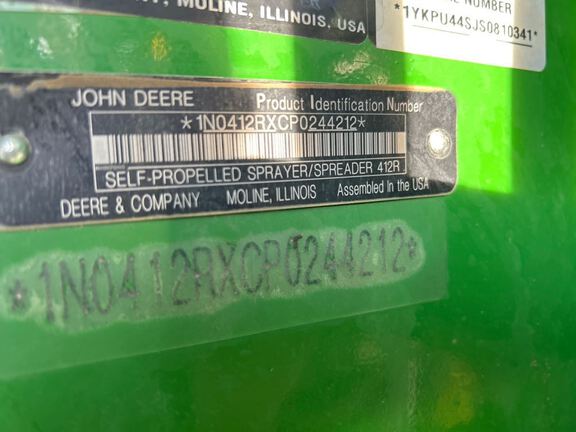 MOLINE, ILLINOIS, USA
NUMBER
*1YKPU44SJS0810341*
JOHN DEERE Product Identification Number
*1N0412RXCP0244212*
SELF-PROPELLED SPRAYER/SPREADER 412R
DEERE & COMPANY MOLINE, ILLINOIS Assembled in the USA
*1N0412RXCP0244212*